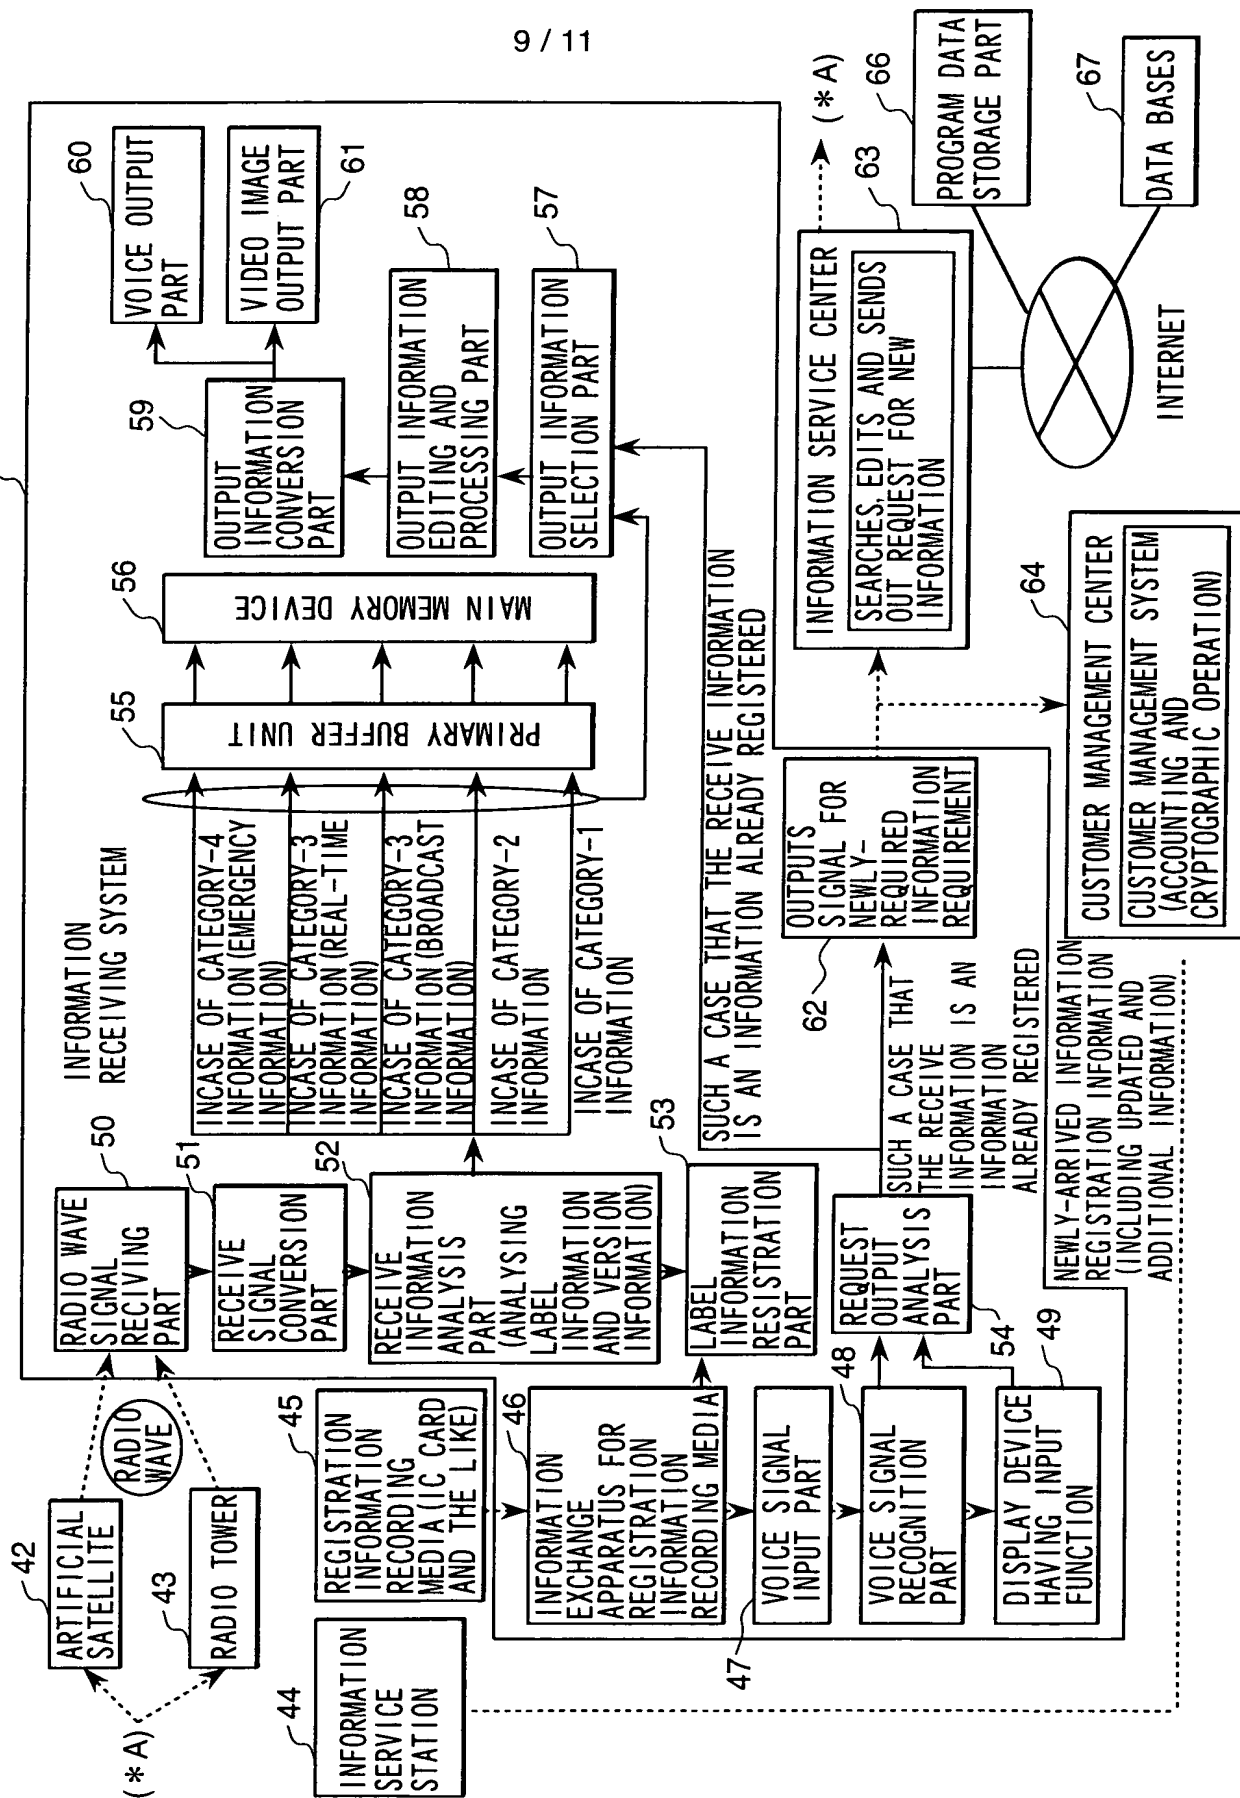 9 / 11
(*A)
42
ARTIFICIAL
SATELLITE
43
RADIO TOWER
RADIO
WAVE
44
INFORMATION
SERVICE
STATION
45
REGISTRATION
INFORMATION
RECORDING
MEDIA(IC CARD
AND THE LIKE)
46
INFORMATION
EXCHANGE
APPARATUS FOR
REGISTRATION
INFORMATION
RECORDING MEDIA
47
VOICE SIGNAL
INPUT PART
48
VOICE SIGNAL
RECOGNITION
PART
49
DISPLAY DEVICE
HAVING INPUT
FUNCTION
50
RADIO WAVE
SIGNAL
RECIVING
PART
51
RECEIVE
SIGNAL
CONVERSION
PART
52
RECEIVE
INFORMATION
ANALYSIS
PART
(ANALYSING
LABEL
INFORMATION
AND VERSION
INFORMATION)
53
LABEL
INFORMATION
RESISTRATION
PART
54
REQUEST
OUTPUT
ANALYSIS
PART
INFORMATION
RECEIVING SYSTEM
INCASE OF CATEGORY-4
INFORMATION(EMERGENCY
INFORMATION)
INCASE OF CATEGORY-3
INFORMATION(REAL-TIME
INFORMATION)
INCASE OF CATEGORY-3
INFORMATION(BROADCAST
INFORMATION)
INCASE OF CATEGORY-2
INFORMATION
INCASE OF CATEGORY-1
INFORMATION
55
PRIMARY BUFFER UNIT
56
MAIN MEMORY DEVICE
57
OUTPUT INFORMATION
SELECTION PART
58
OUTPUT INFORMATION
EDITING AND
PROCESSING PART
59
OUTPUT
INFORMATION
CONVERSION
PART
60
VOICE OUTPUT
PART
61
VIDEO IMAGE
OUTPUT PART
SUCH A CASE THAT THE RECEIVE INFORMATION
IS AN INFORMATION ALREADY REGISTERED
SUCH A CASE THAT
THE RECEIVE
INFORMATION IS AN
INFORMATION
ALREADY REGISTERED
62
OUTPUTS
SIGNAL FOR
NEWLY-
REQUIRED
INFORMATION
REQUIREMENT
63
INFORMATION SERVICE CENTER
SEARCHES, EDITS AND SENDS
OUT REQUEST FOR NEW
INFORMATION
(*A)
64
CUSTOMER MANAGEMENT CENTER
CUSTOMER MANAGEMENT SYSTEM
(ACCOUNTING AND
CRYPTOGRAPHIC OPERATION)
NEWLY-ARRIVED INFORMATION
REGISTRATION INFORMATION
(INCLUDING UPDATED AND
ADDITIONAL INFORMATION)
INTERNET
66
PROGRAM DATA
STORAGE PART
67
DATA BASES